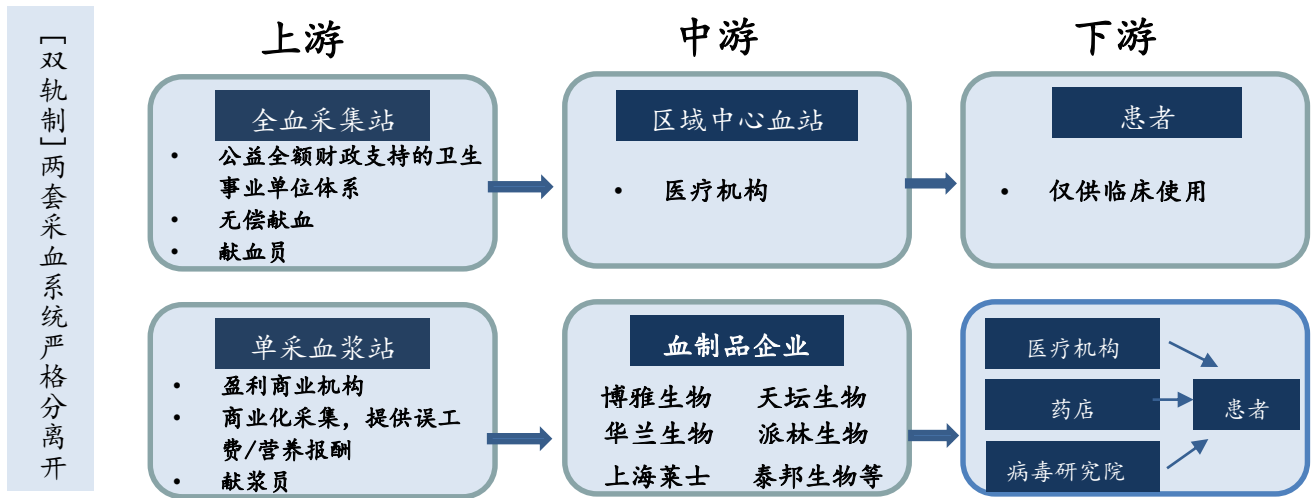 [双轨制]两套采血系统严格分离开
上游
中游
下游
全血采集站
• 公益全额财政支持的卫生
事业单位体系
• 无偿献血
• 献血员
区域中心血站
• 医疗机构
患者
• 仅供临床使用
单采血浆站
• 盈利商业机构
• 商业化采集，提供误工
费/营养报酬
• 献浆员
血制品企业
博雅生物 天坛生物
华兰生物 派林生物
上海莱士 泰邦生物等
医疗机构
药店
病毒研究院
患者